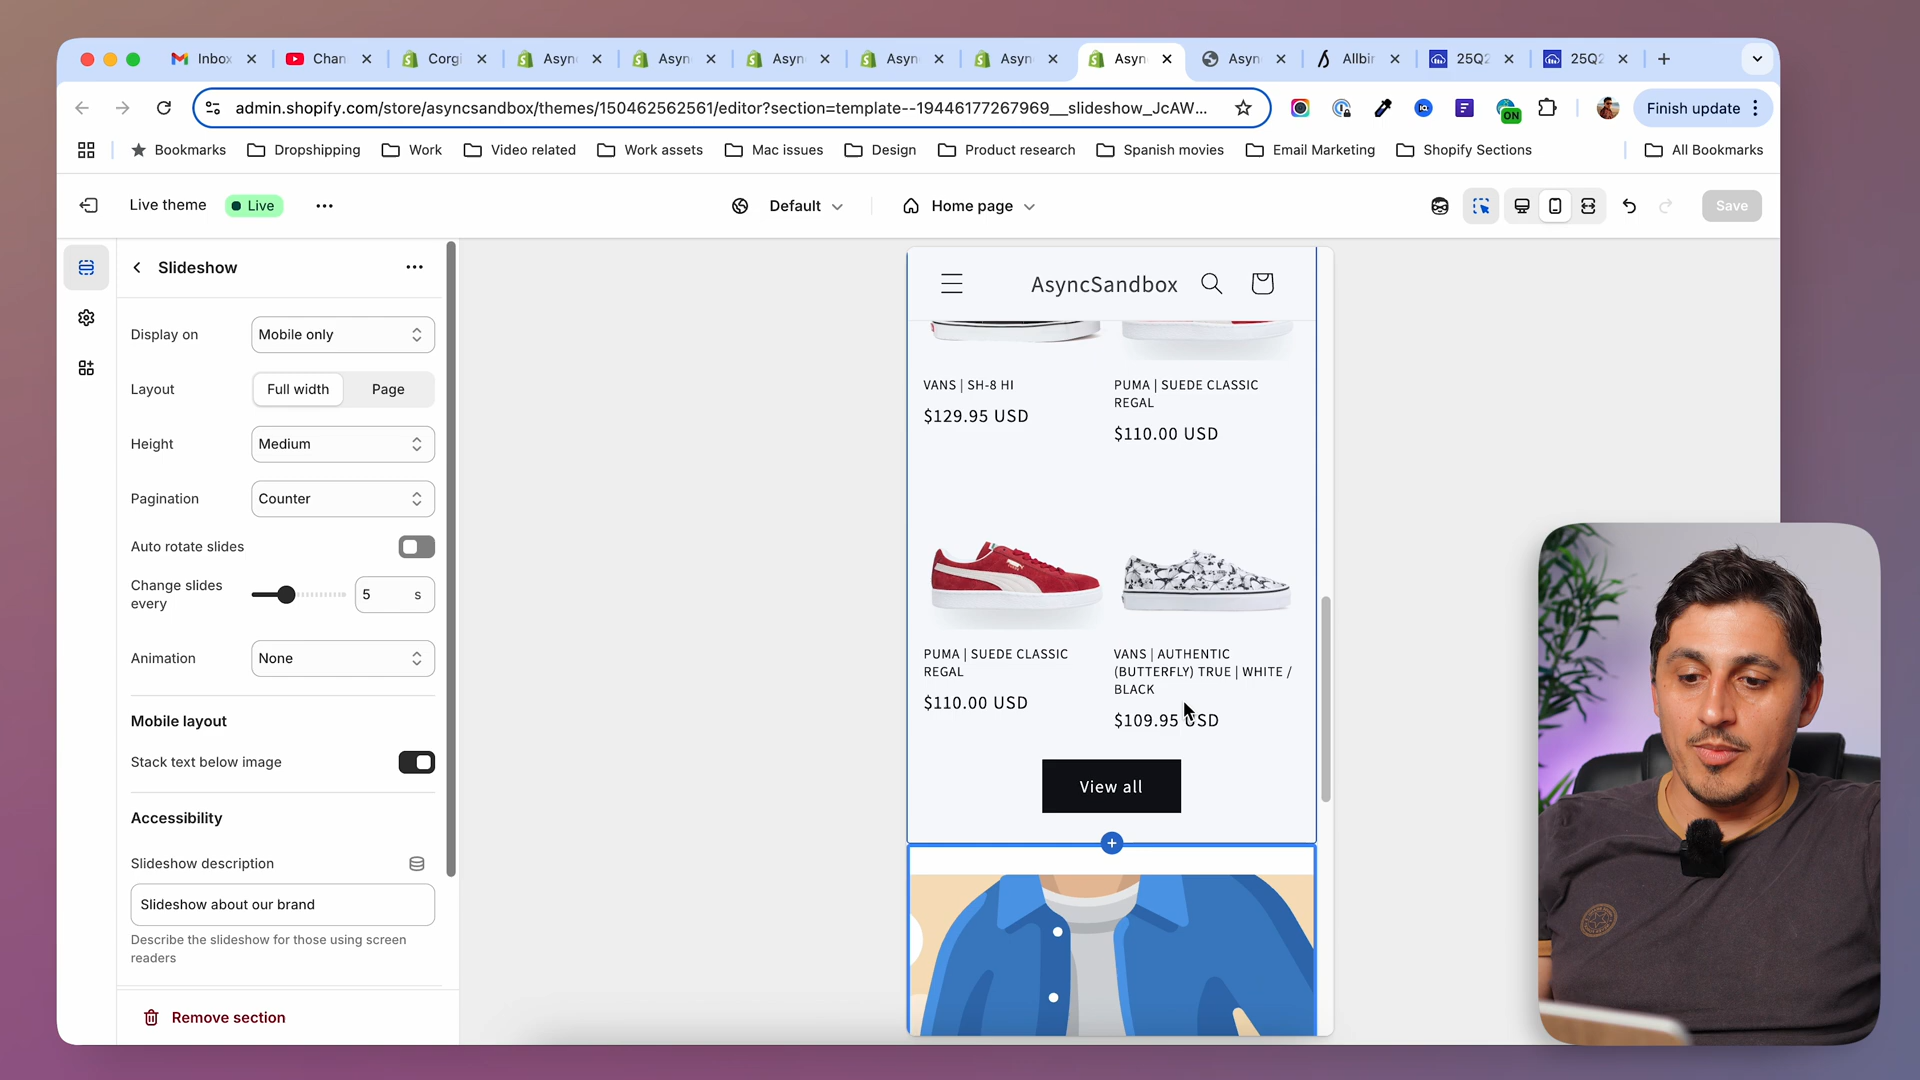 Inbox
Chan
Corgi
Asyn
Asyn
Asyn
Asyn
Asyn
Asyn
Asyn
Allbir
25Q2
25Q2
admin.shopify.com/store/asyncsandbox/themes/150462562561/editor?section=template--19446177267969__slideshow_JcAW...
ON
Finish update
Bookmarks
Dropshipping
Work
Video related
Work assets
Mac issues
Design
Product research
Spanish movies
Email Marketing
Shopify Sections
All Bookmarks
Live theme
Live
Default
Home page
Save
Slideshow
Display on
Mobile only
Layout
Full width
Page
Height
Medium
Pagination
Counter
Auto rotate slides
Change slides
every
5
s
Animation
None
Mobile layout
Stack text below image
Accessibility
Slideshow description
Slideshow about our brand
Describe the slideshow for those using screen
readers
Remove section
AsyncSandbox
VANS | SH-8 HI
$129.95 USD
PUMA | SUEDE CLASSIC
REGAL
$110.00 USD
PUMA | SUEDE CLASSIC
REGAL
$110.00 USD
VANS | AUTHENTIC
(BUTTERFLY) TRUE | WHITE /
BLACK
$109.95 USD
View all